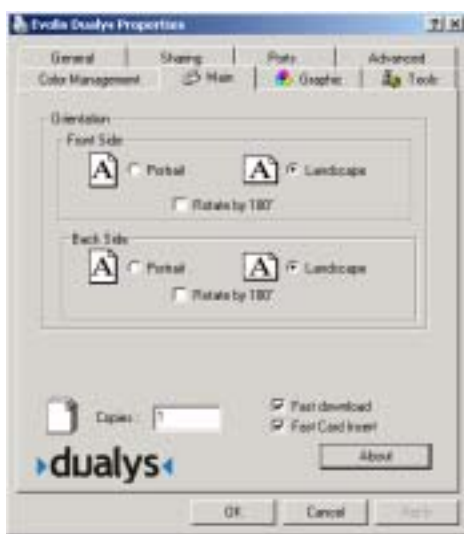 Evolis Dualys Properties
General Sharing Ports Advanced
Color Management Main Graphic Tools
Orientation
Front Side
A Portrait A Landscape
Rotate by 180°
Back Side
A Portrait A Landscape
Rotate by 180°
Copies : 1
Fast download
Fast Card Insert
dualys
About
OK Cancel Apply